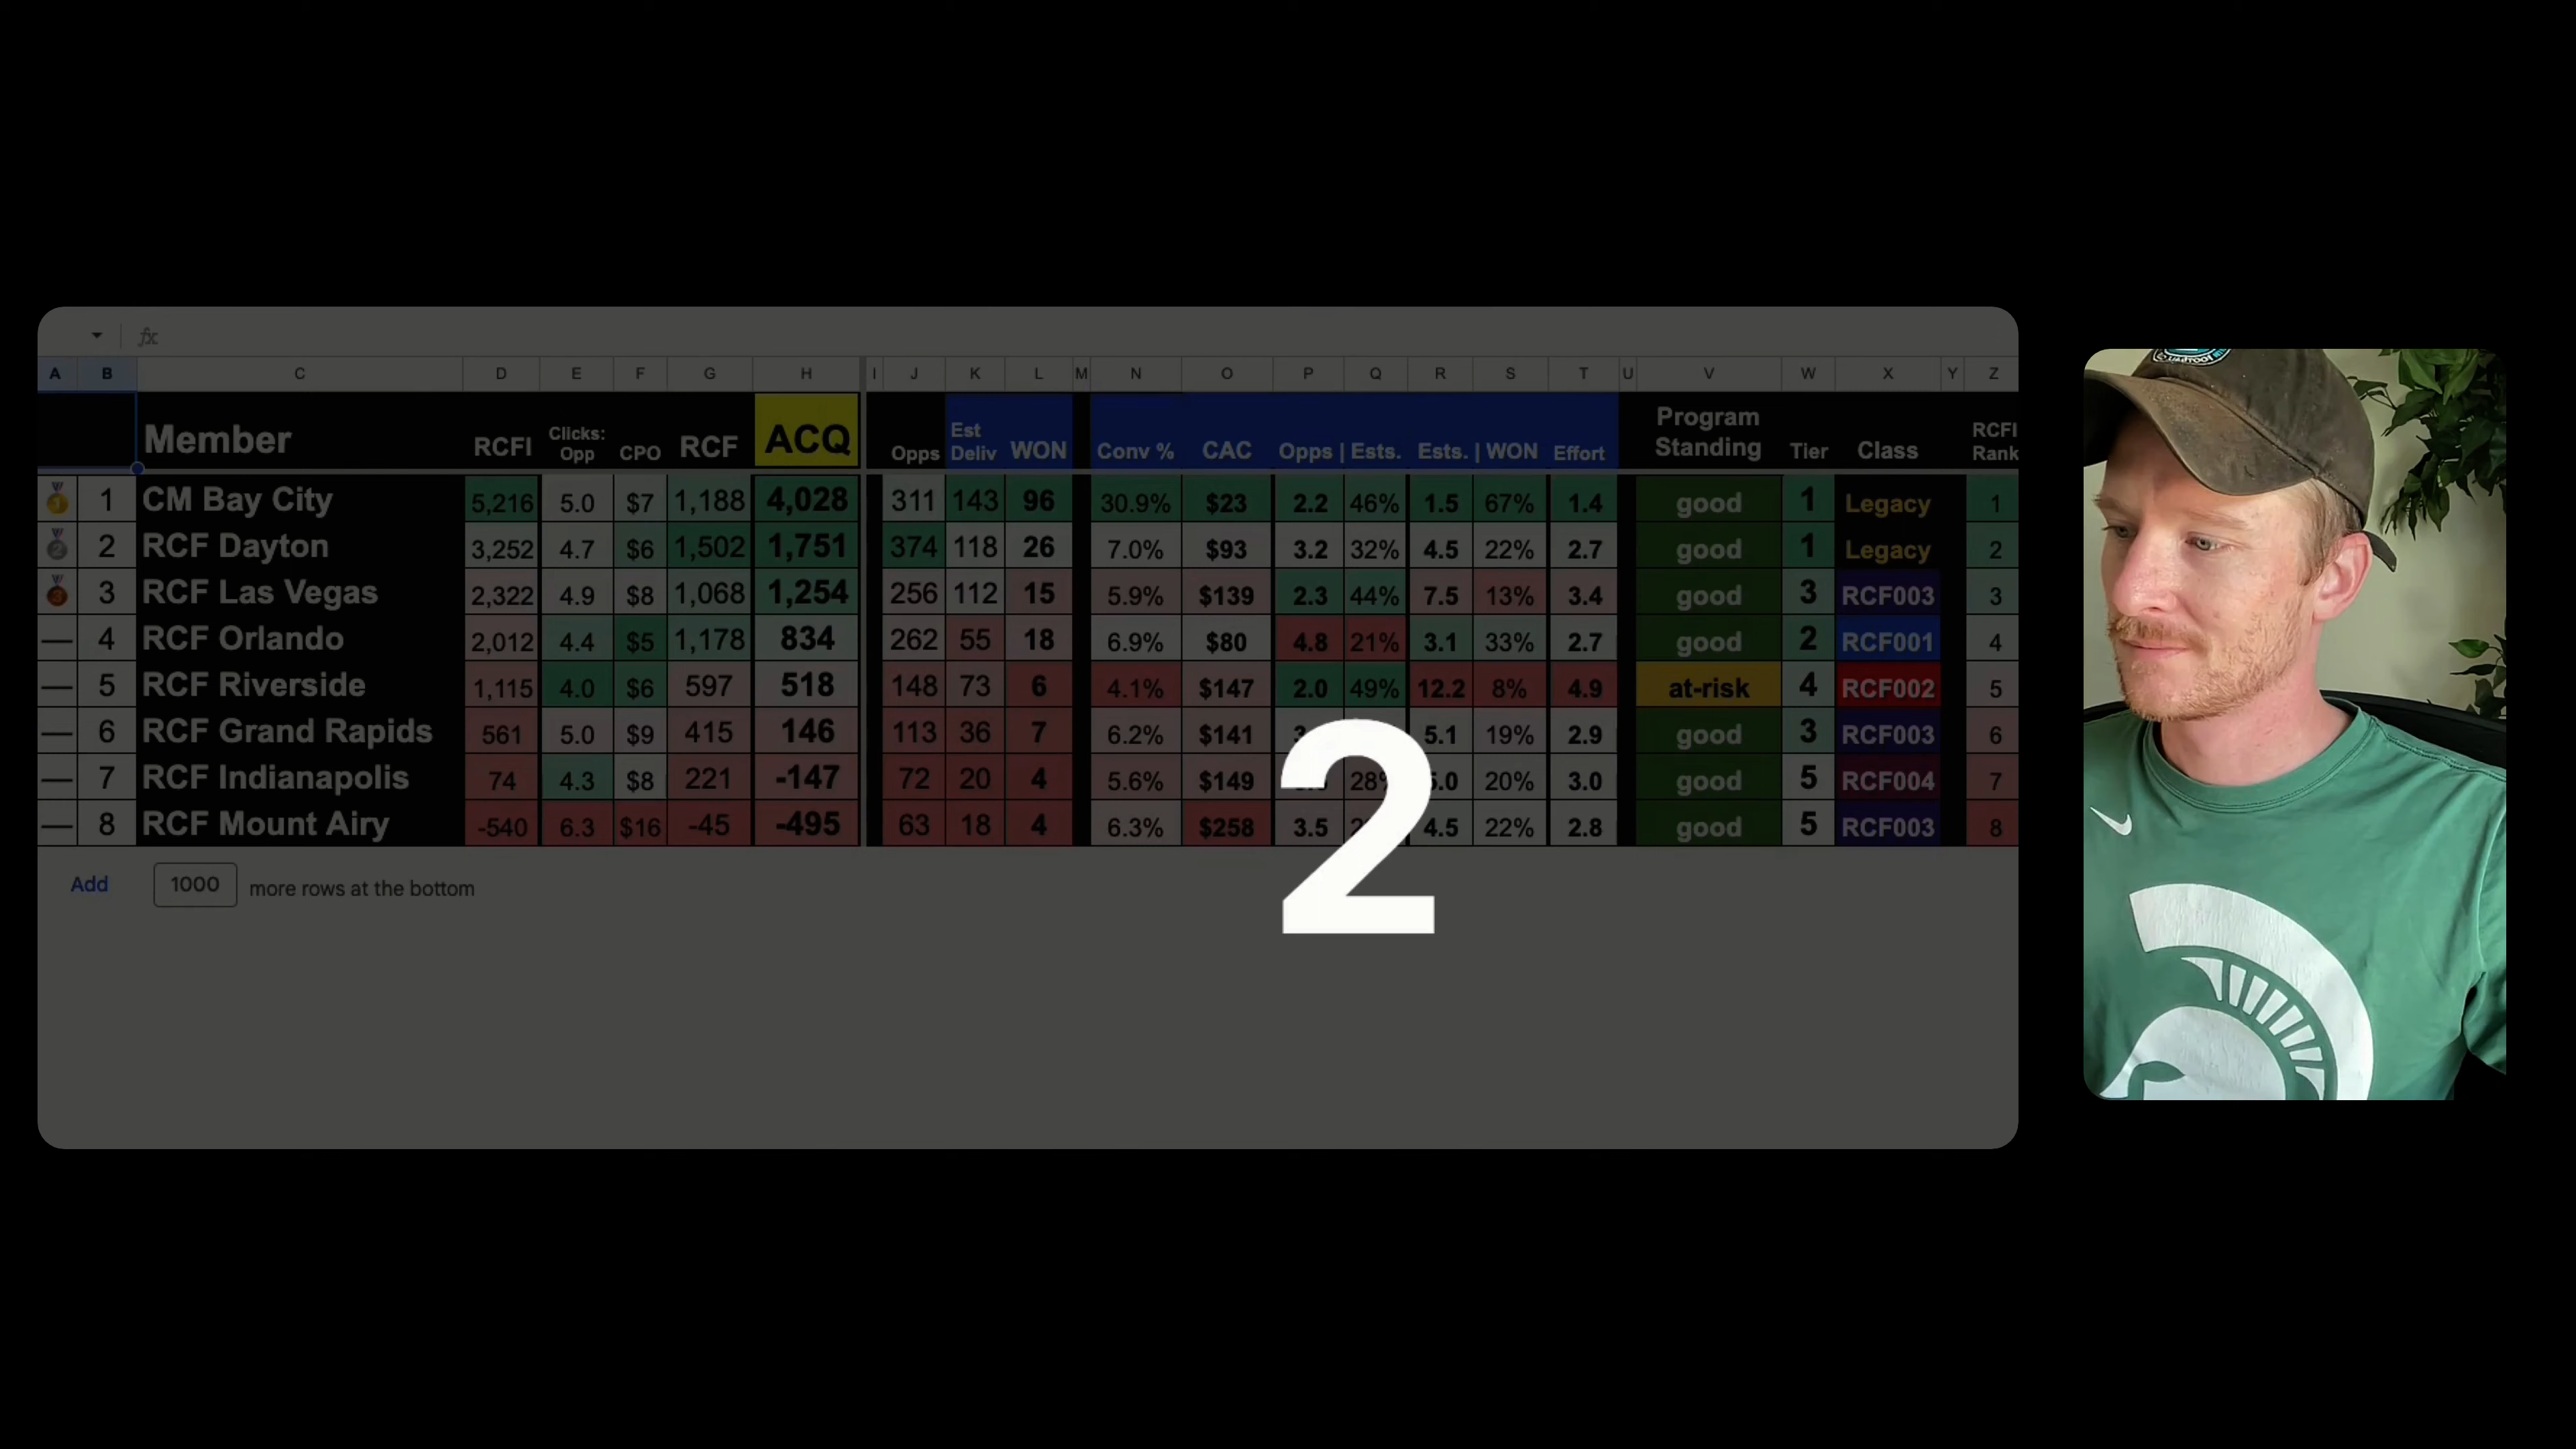 fx
A B C D E F G H I J K L M N O P Q R S T U V W X Y Z
Member RCFI Clicks: Opp CPO RCF ACQ Opps Est Deliv WON Conv % CAC Opps | Ests. Ests. | WON Effort Program Standing Tier Class RCFI Rank
1 1 CM Bay City 5,216 5.0 $7 1,188 4,028 311 143 96 30.9% $23 2.2 46% 1.5 67% 1.4 good 1 Legacy 1
2 2 RCF Dayton 3,252 4.7 $6 1,502 1,751 374 118 26 7.0% $93 3.2 32% 4.5 22% 2.7 good 1 Legacy 2
3 3 RCF Las Vegas 2,322 4.9 $8 1,068 1,254 256 112 15 5.9% $139 2.3 44% 7.5 13% 3.4 good 3 RCF003 3
— 4 RCF Orlando 2,012 4.4 $5 1,178 834 262 55 18 6.9% $80 4.8 21% 3.1 33% 2.7 good 2 RCF001 4
— 5 RCF Riverside 1,115 4.0 $6 597 518 148 73 6 4.1% $147 2.0 49% 12.2 8% 4.9 at-risk 4 RCF002 5
— 6 RCF Grand Rapids 561 5.0 $9 415 146 113 36 7 6.2% $141 5.1 19% 2.9 good 3 RCF003 6
— 7 RCF Indianapolis 74 4.3 $8 221 -147 72 20 4 5.6% $149 28% 20% 3.0 good 5 RCF004 7
— 8 RCF Mount Airy -540 6.3 $16 -45 -495 63 18 4 6.3% $258 3.5 4.5 22% 2.8 good 5 RCF003 8
2
Add 1000 more rows at the bottom